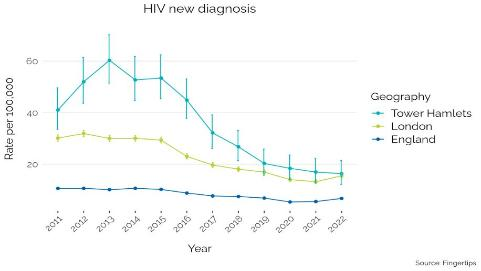 HIV new diagnosis
Rate per 100,000
60
40
20
2011 2012 2013 2014 2015 2016 2017 2018 2019 2020 2021 2022
Year
Geography
Tower Hamlets
London
England
Source: Fingertips